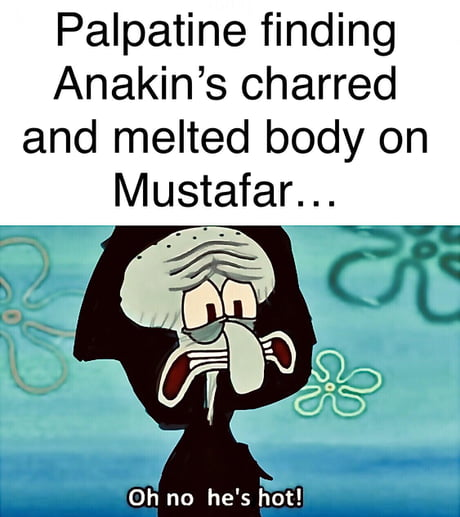 Palpatine finding
Anakin’s charred
and melted body on
Mustafar…
Oh no he's hot!